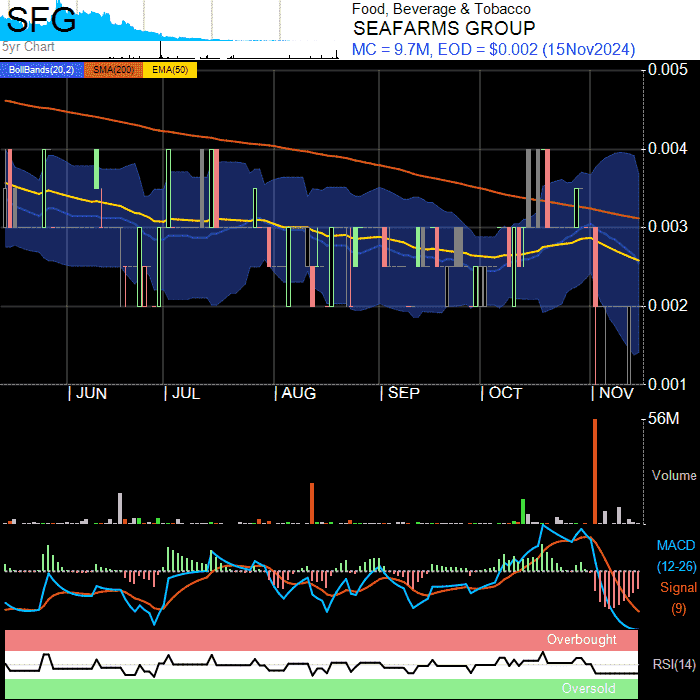 SFG
Food, Beverage & Tobacco
SEAFARMS GROUP
MC = 9.7M, EOD = $0.002 (15Nov2024)
5yr Chart
BollBands(20,2) SMA(200) EMA(50)
0.005
0.004
0.003
0.002
0.001
JUN JUL AUG SEP OCT NOV
56M
Volume
MACD
(12-26)
Signal
(9)
Overbought
RSI(14)
Oversold